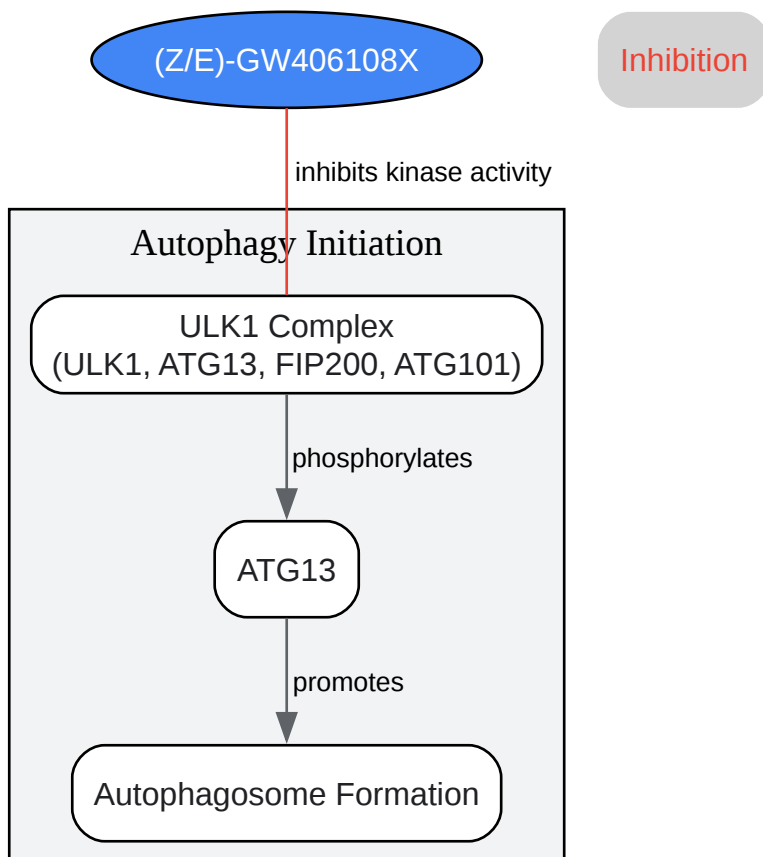 (Z/E)-GW406108X
Inhibition
inhibits kinase activity
Autophagy Initiation
ULK1 Complex
(ULK1, ATG13, FIP200, ATG101)
phosphorylates
ATG13
promotes
Autophagosome Formation